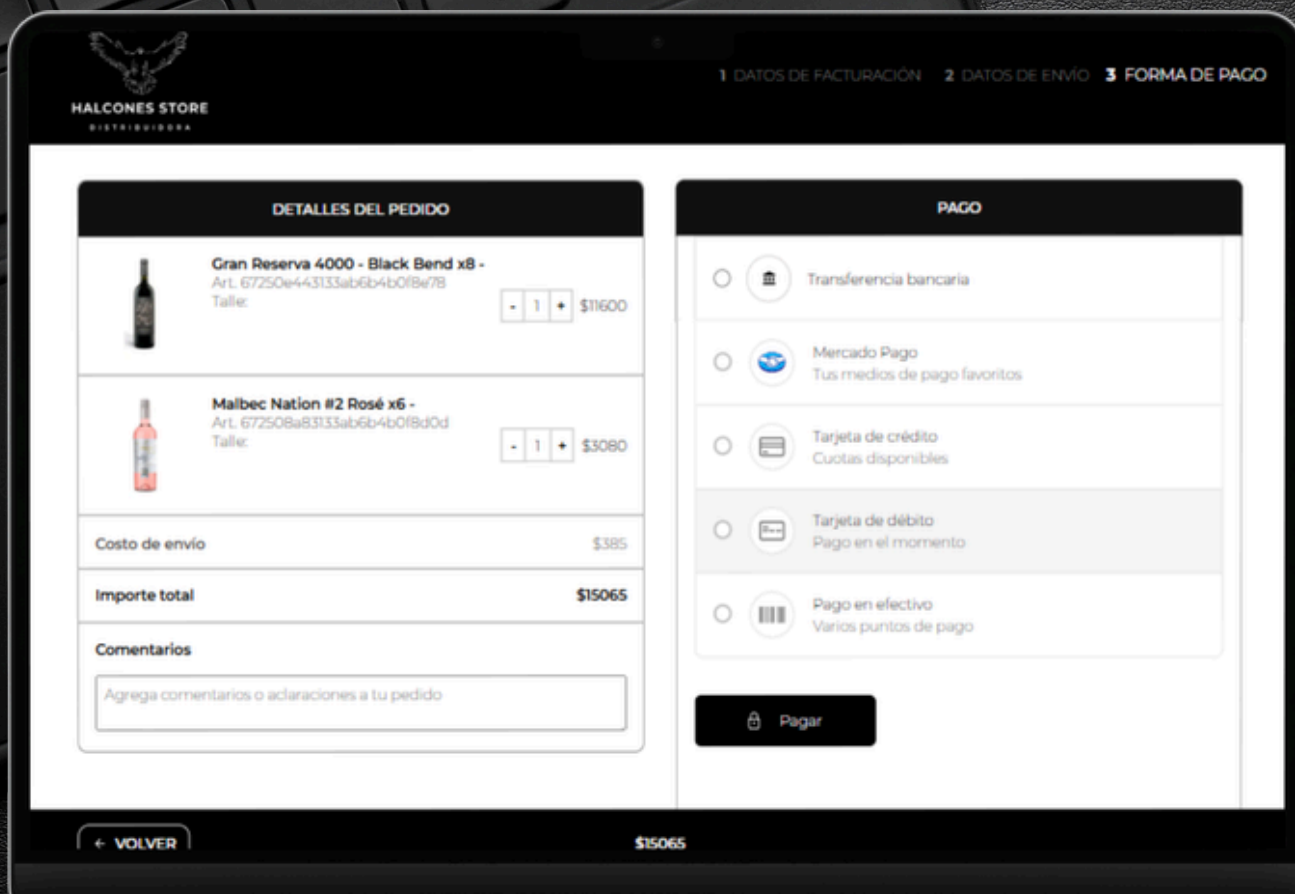 HALCONES STORE
DISTRIBUIDORA
1 DATOS DE FACTURACIÓN 2 DATOS DE ENVÍO 3 FORMA DE PAGO
DETALLES DEL PEDIDO
Gran Reserva 4000 - Black Bend x8 -
Art. 67250e443133ab6b4b0f8e78
Talle:
- 1 + $11600
Malbec Nation #2 Rosé x6 -
Art. 672508a83133ab6b4b0f8d0d
Talle:
- 1 + $3080
Costo de envío $385
Importe total $15065
Comentarios
Agrega comentarios o aclaraciones a tu pedido
PAGO
Transferencia bancaria
Mercado Pago
Tus medios de pago favoritos
Tarjeta de crédito
Cuotas disponibles
Tarjeta de débito
Pago en el momento
Pago en efectivo
Varios puntos de pago
Pagar
← VOLVER $15065